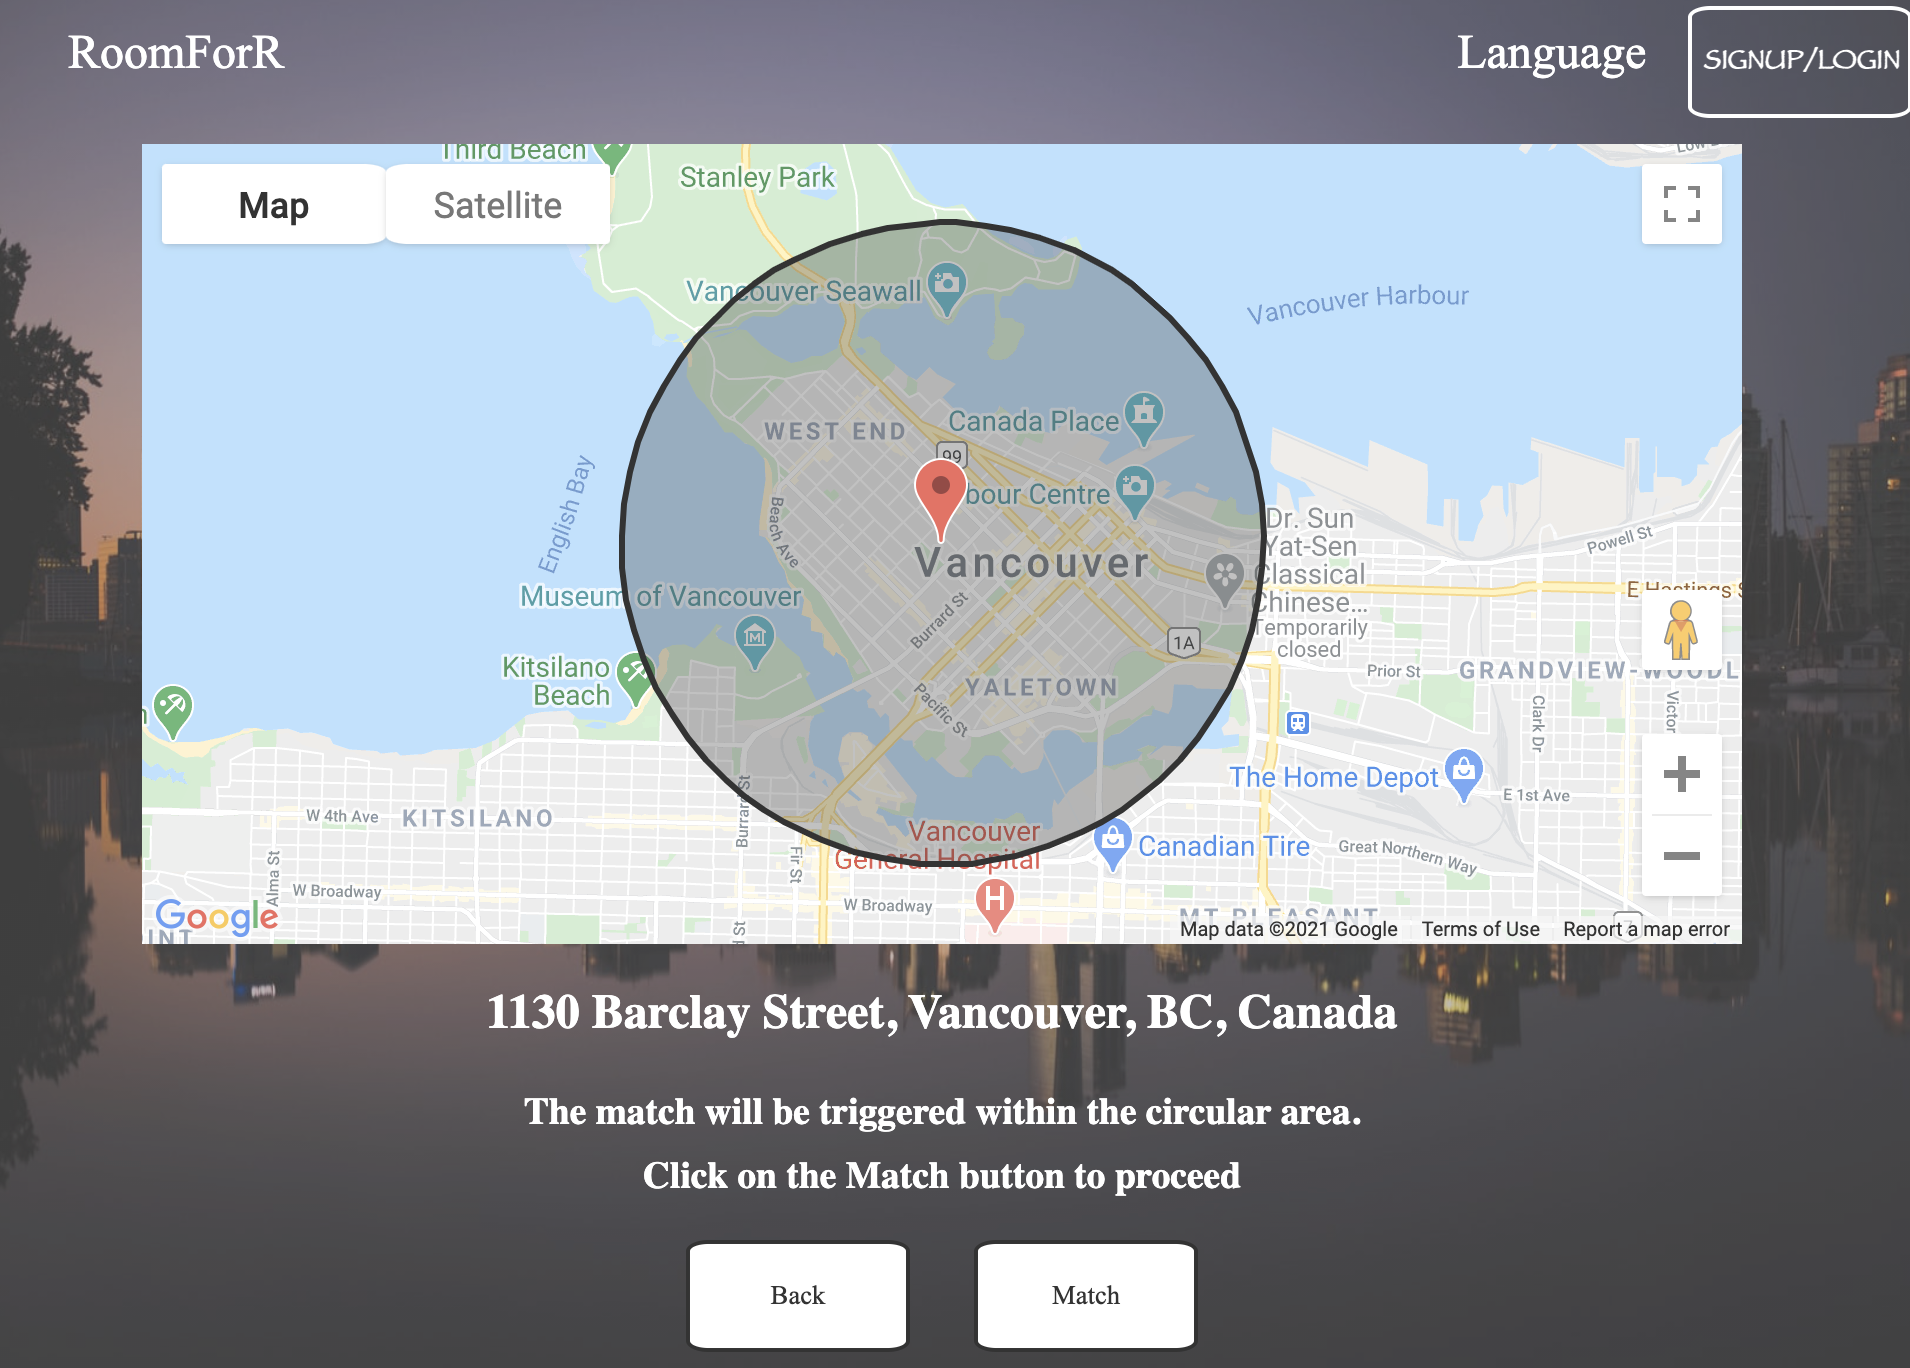 RoomForR
Language
SIGNUP/LOGIN
Third Beach
Stanley Park
Map
Satellite
Vancouver Seawall
Vancouver Harbour
WEST END
Canada Place
99
bour Centre
English Bay
Beach Ave
Vancouver
Dr. Sun
Yat-Sen
Classical
Chinese...
Temporarily
closed
Powell St
E Hastings S
Museum of Vancouver
Burrard St
1A
Kitsilano
Beach
Prior St
GRANDVIEW-WOODL
YALETOWN
Pacific St
Clark Dr
Victor
The Home Depot
E 1st Ave
W 4th Ave
KITSILANO
Burrard St
Fir St
Vancouver
General Hospital
H
Canadian Tire
Great Northern Way
Alma St
W Broadway
W Broadway
MT PLEASANT
Google
OINT
Map data ©2021 Google
Terms of Use
Report a map error
1130 Barclay Street, Vancouver, BC, Canada
The match will be triggered within the circular area.
Click on the Match button to proceed
Back
Match